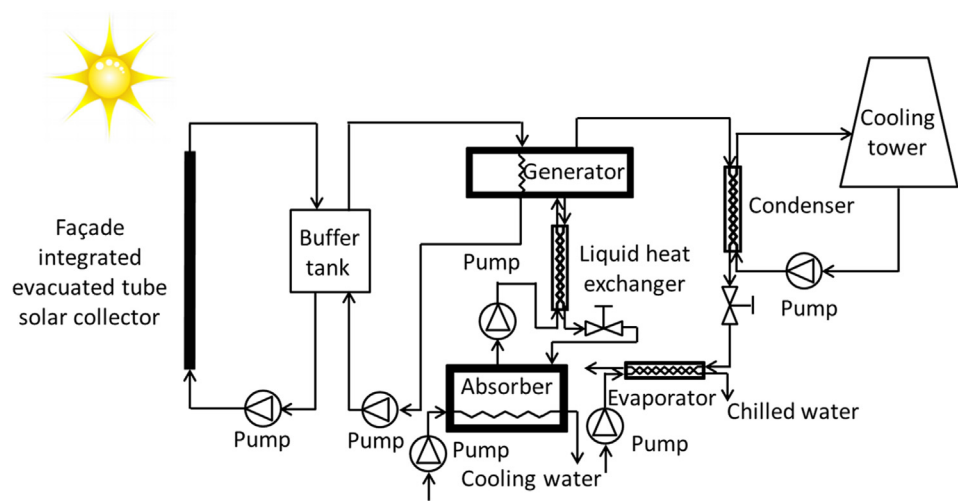 Cooling
tower
Generator
Façade
integrated
evacuated tube
solar collector
Buffer
tank
Condenser
Pump
Liquid heat
exchanger
Pump
Absorber
Evaporator
Chilled water
Pump
Pump
Pump
Pump
Cooling water